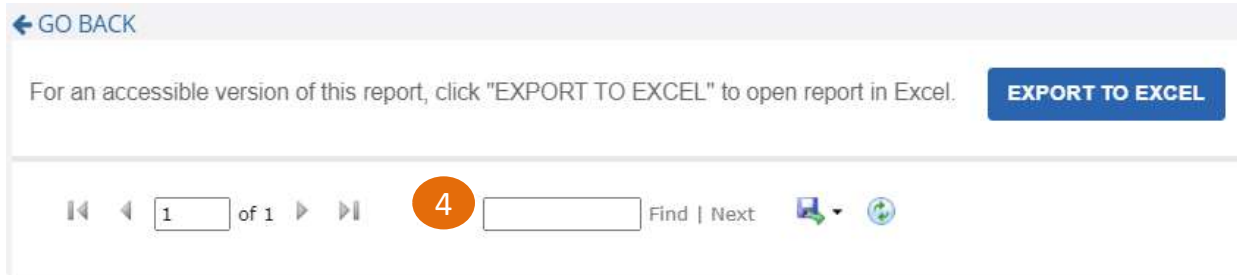 GO BACK
For an accessible version of this report, click "EXPORT TO EXCEL" to open report in Excel. EXPORT TO EXCEL
1 of 1 4 Find | Next